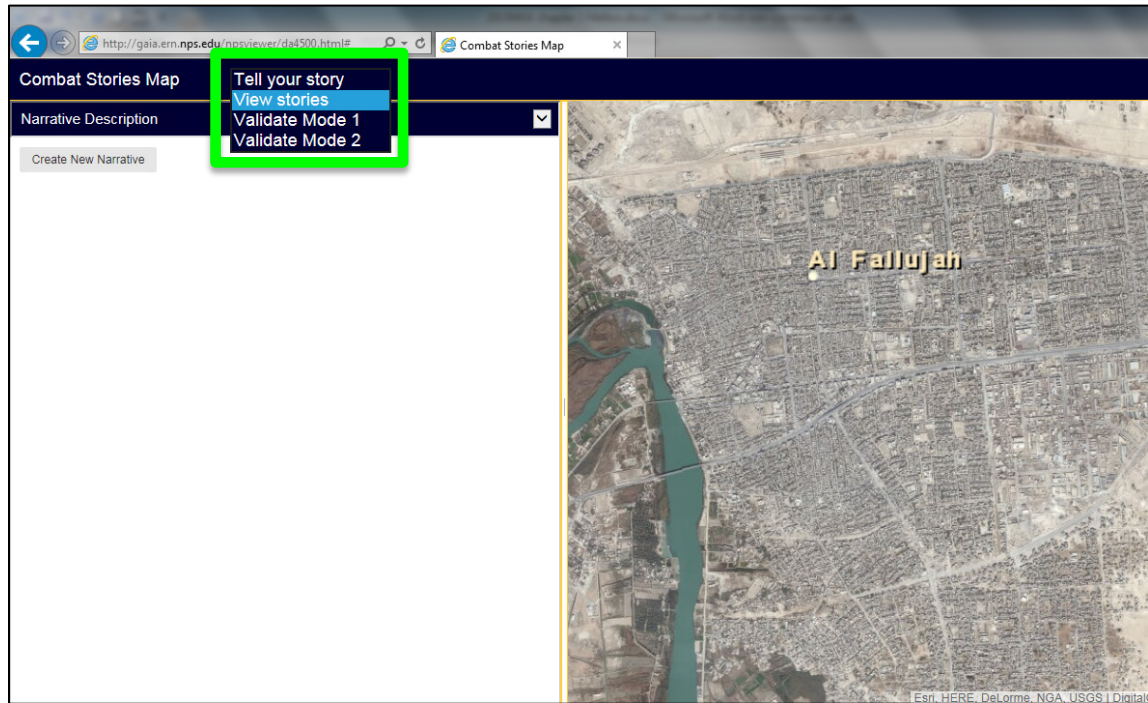 http://gaia.ern.nps.edu/npsviewer/da4500.html#
Combat Stories Map
Combat Stories Map
Tell your story
View stories
Validate Mode 1
Validate Mode 2
Narrative Description
Create New Narrative
Al Fallujah
Esri, HERE, DeLorme, NGA, USGS | Digital